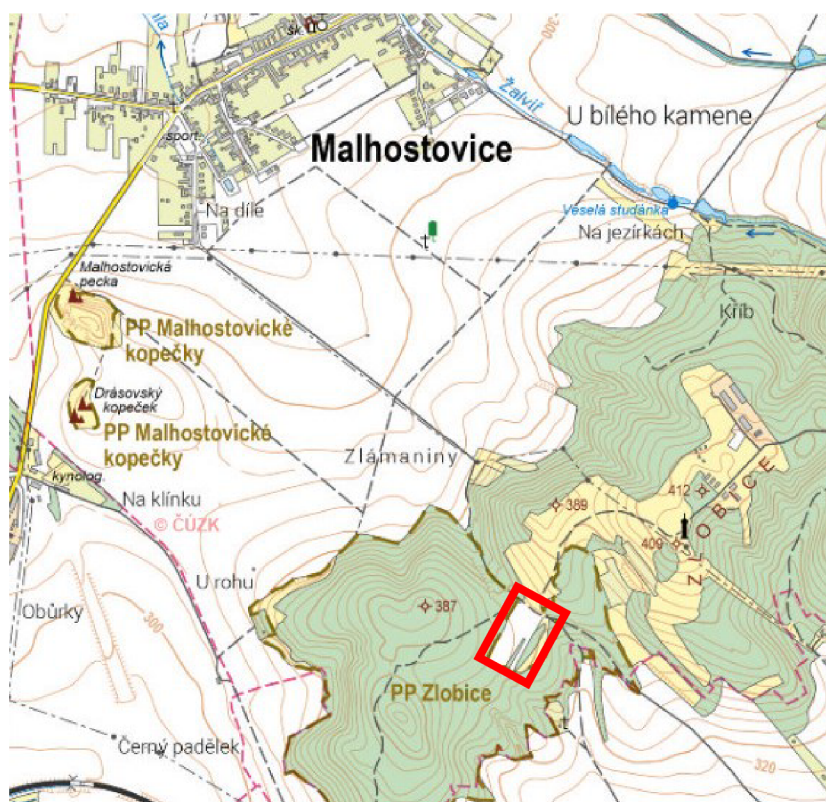 šk.
300
Žalvíř
U bílého kamene
sport.
Malhostovice
Na díle
Veselá studánka
Na jezírkách
t
Malhostovická
pecka
Kříb
PP Malhostovické
kopečky
Drásovský
kopeček
PP Malhostovické
kopečky
Zlámaniny
kynolog.
Na klínku
412
389
© ČÚZK
ZLOBICE
400
U rohu
387
Obůrky
300
PP Zlobice
t
Černý padělek
320